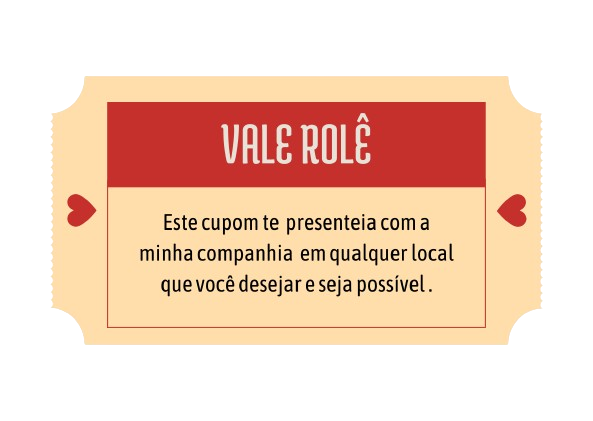 VALE ROLÊ
Este cupom te presenteia com a
minha companhia em qualquer local
que você desejar e seja possível .